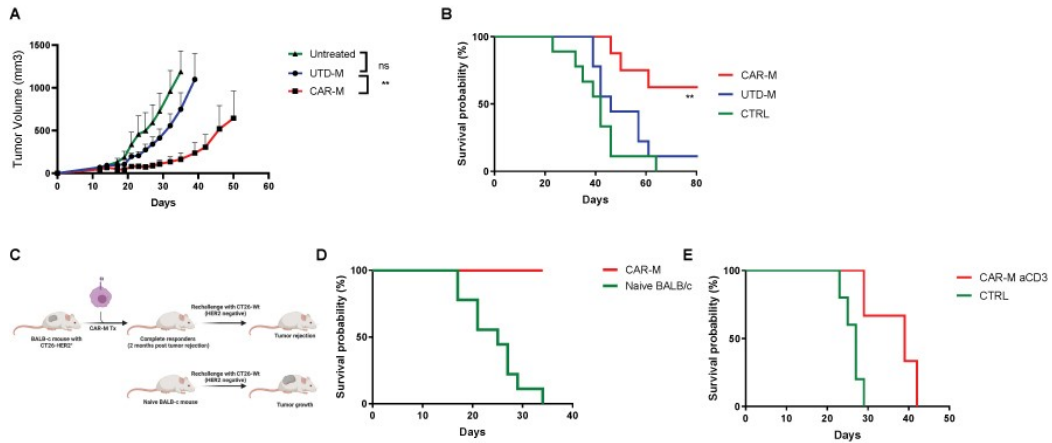 A
Tumor Volume (mm3)
1500
1000
500
0
0 10 20 30 40 50 60
Days
Untreated
UTD-M
CAR-M
ns
**
B
Survival probability (%)
100
50
0
0 20 40 60 80
Days
**
CAR-M
UTD-M
CTRL
C
CAR-M Tx
BALB-c mouse with
CT26-HER2+
Complete responders
(2 months post tumor rejection)
Rechallenge with CT26-Wt
(HER2 negative)
Tumor rejection
Naive BALB-c mouse
Rechallenge with CT26-Wt
(HER2 negative)
Tumor growth
D
Survival probability (%)
100
50
0
0 10 20 30 40
Days
CAR-M
Naive BALB/c
E
Survival probability (%)
100
50
0
0 10 20 30 40 50
Days
CAR-M aCD3
CTRL